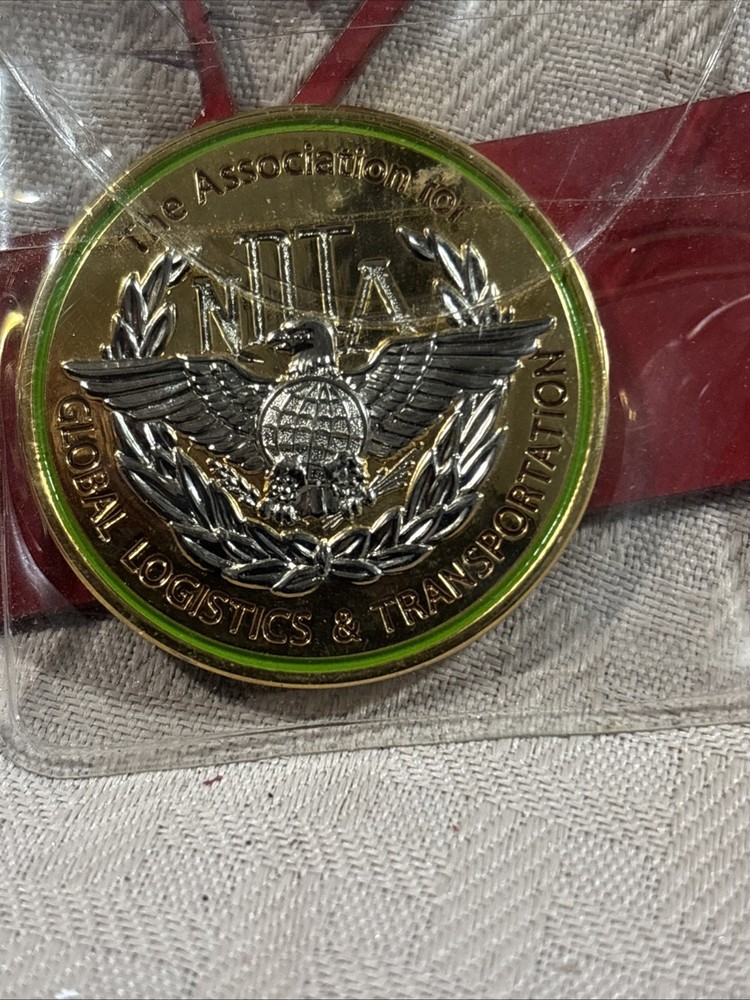 The Association for
NDTA
GLOBAL LOGISTICS & TRANSPORTATION